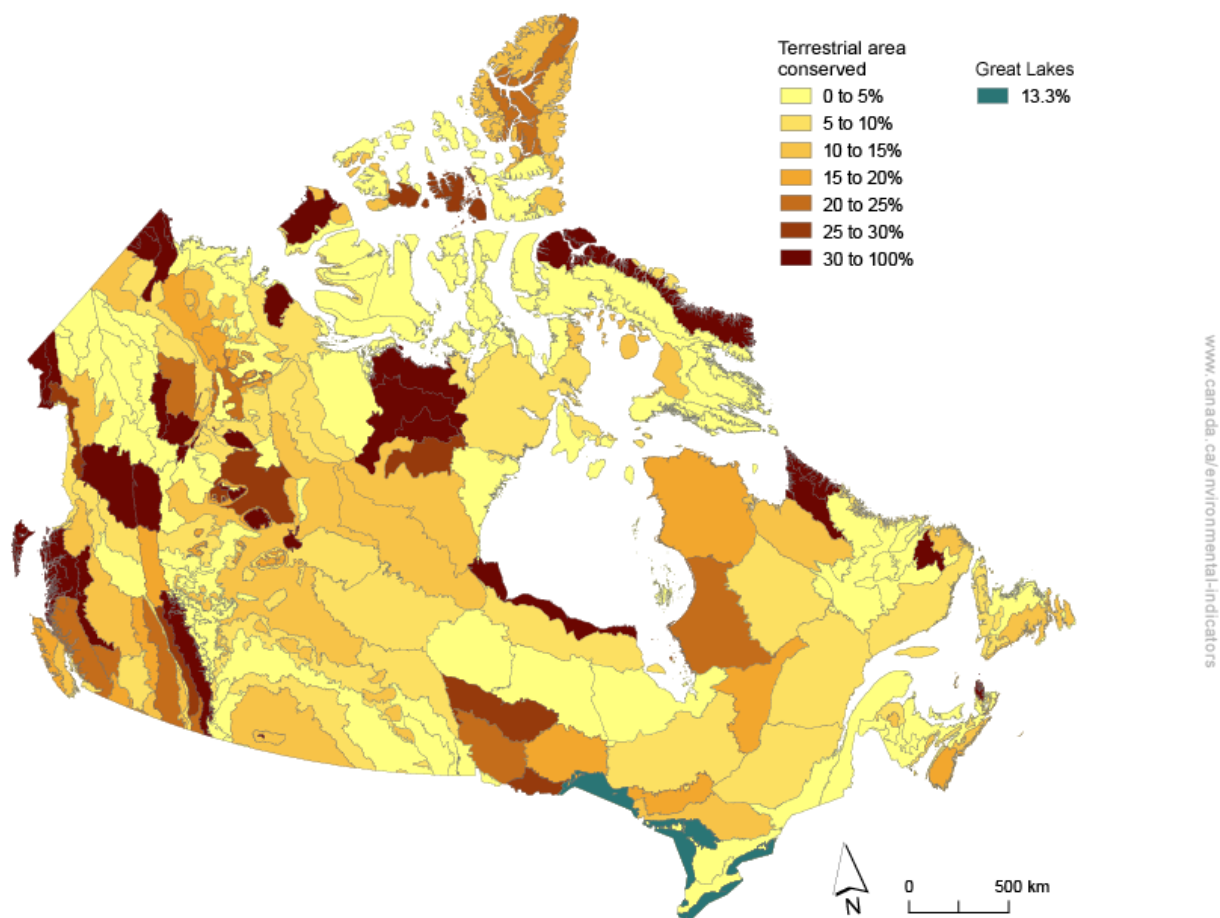 Terrestrial area
conserved
0 to 5%
5 to 10%
10 to 15%
15 to 20%
20 to 25%
25 to 30%
30 to 100%
Great Lakes
13.3%
www.canada.ca/environmental-indicators
N
0 500 km